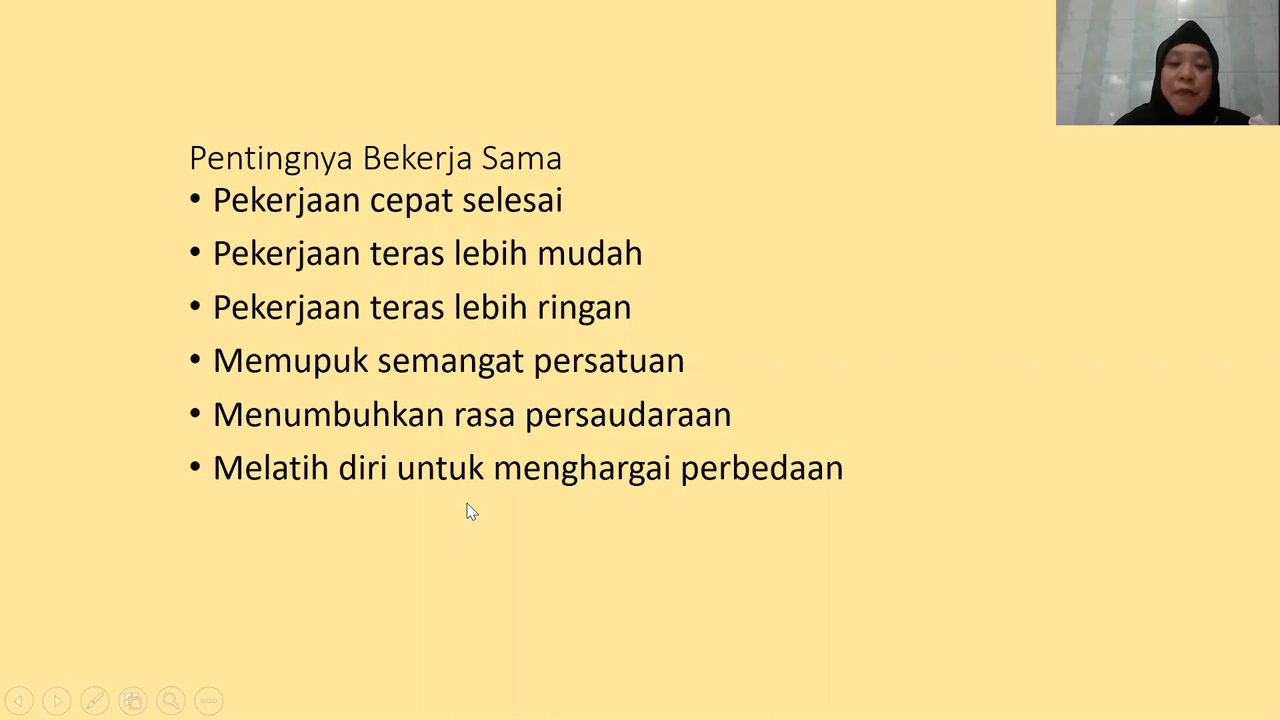 Pentingnya Bekerja Sama
• Pekerjaan cepat selesai
• Pekerjaan teras lebih mudah
• Pekerjaan teras lebih ringan
• Memupuk semangat persatuan
• Menumbuhkan rasa persaudaraan
• Melatih diri untuk menghargai perbedaan